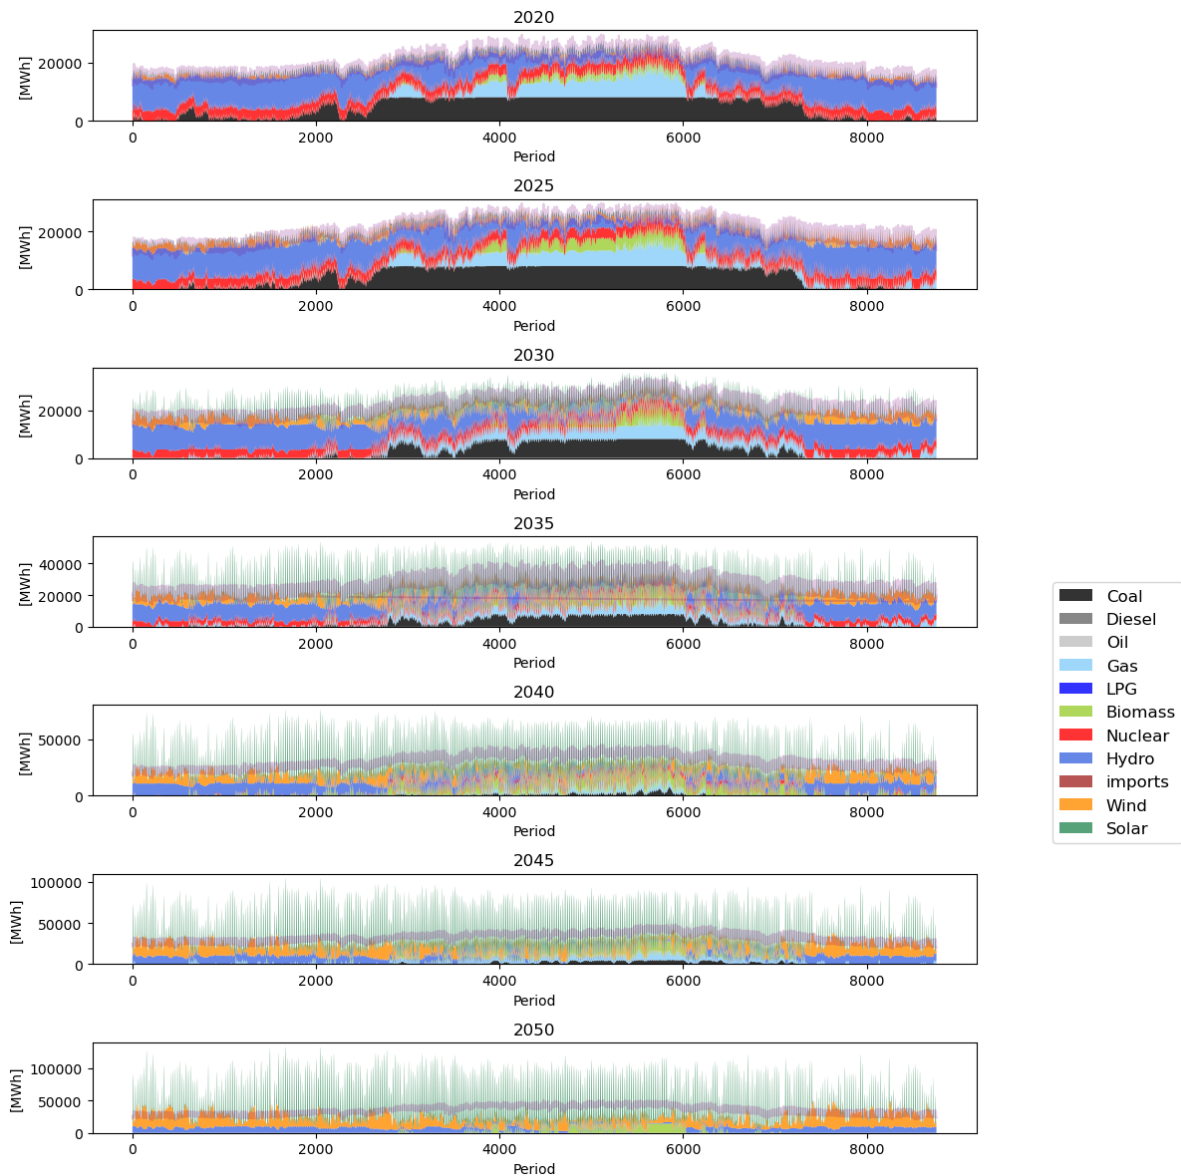 2020
20000
0
[MWh]
0 2000 4000 6000 8000
Period
2025
20000
0
[MWh]
0 2000 4000 6000 8000
Period
2030
20000
0
[MWh]
0 2000 4000 6000 8000
Period
2035
40000
20000
0
[MWh]
0 2000 4000 6000 8000
Period
2040
50000
0
[MWh]
0 2000 4000 6000 8000
Period
2045
100000
50000
0
[MWh]
0 2000 4000 6000 8000
Period
2050
100000
50000
0
[MWh]
0 2000 4000 6000 8000
Period
Coal
Diesel
Oil
Gas
LPG
Biomass
Nuclear
Hydro
imports
Wind
Solar